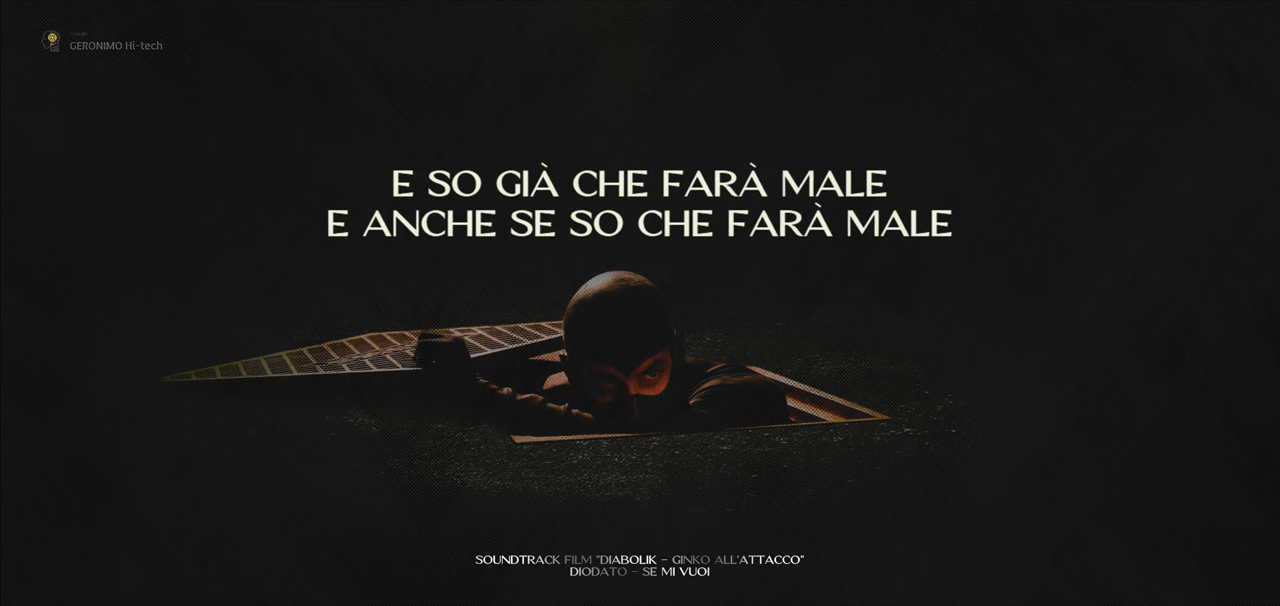 GERONIMO Hi-tech
E SO GIÀ CHE FARÀ MALE
E ANCHE SE SO CHE FARÀ MALE
SOUNDTRACK FILM "DIABOLIK - GINKO ALL'ATTACCO"
DIODATO - SE MI VUOI